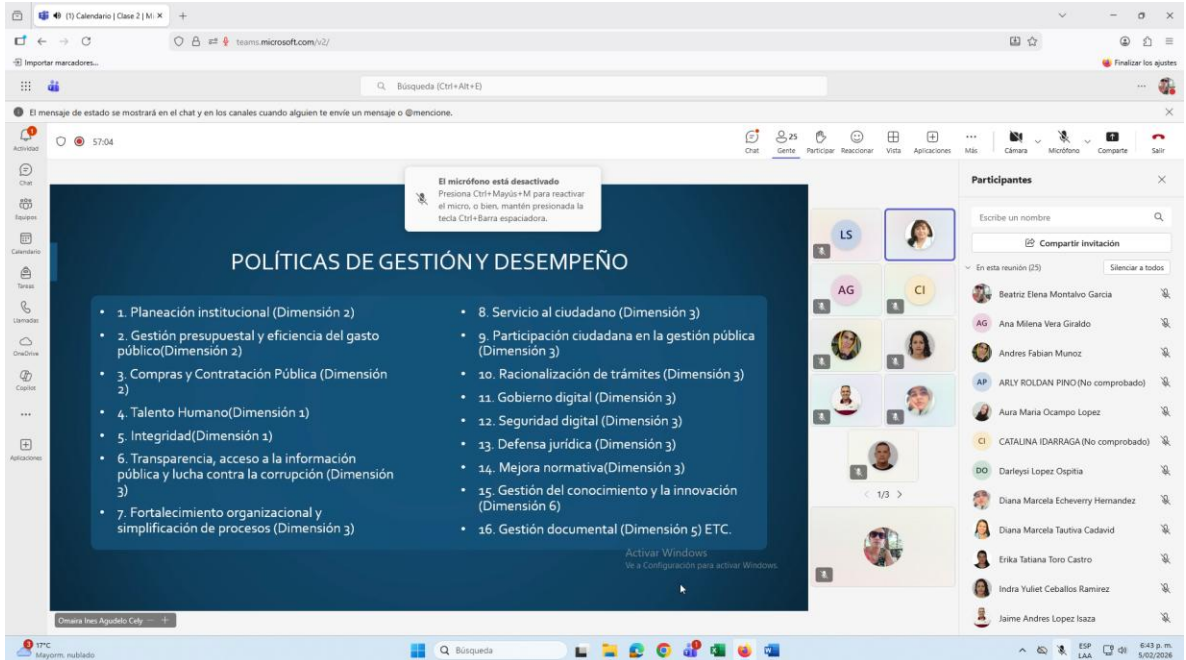 (1) Calendario | Clase 2 | Mi
teams.microsoft.com/v2/
Importar marcadores...
Finalizar los ajustes
Búsqueda (Ctrl+Alt+E)
El mensaje de estado se mostrará en el chat y en los canales cuando alguien te envíe un mensaje o @mencione.
Actividad
Chat
Equipos
Calendario
Tareas
Llamadas
OneDrive
Copilot
Aplicaciones
57:04
Chat
25
Gente
Participar
Reaccionar
Vista
Aplicaciones
Más
Cámara
Micrófono
Comparte
Salir
El micrófono está desactivado
Presiona Ctrl+Mayús+M para reactivar
el micro, o bien, mantén presionada la
tecla Ctrl+Barra espaciadora.
POLÍTICAS DE GESTIÓN Y DESEMPEÑO
• 1. Planeación institucional (Dimensión 2)
• 2. Gestión presupuestal y eficiencia del gasto
público(Dimensión 2)
• 3. Compras y Contratación Pública (Dimensión
2)
• 4. Talento Humano(Dimensión 1)
• 5. Integridad(Dimensión 1)
• 6. Transparencia, acceso a la información
pública y lucha contra la corrupción (Dimensión
3)
• 7. Fortalecimiento organizacional y
simplificación de procesos (Dimensión 3)
• 8. Servicio al ciudadano (Dimensión 3)
• 9. Participación ciudadana en la gestión pública
(Dimensión 3)
• 10. Racionalización de trámites (Dimensión 3)
• 11. Gobierno digital (Dimensión 3)
• 12. Seguridad digital (Dimensión 3)
• 13. Defensa jurídica (Dimensión 3)
• 14. Mejora normativa(Dimensión 3)
• 15. Gestión del conocimiento y la innovación
(Dimensión 6)
• 16. Gestión documental (Dimensión 5) ETC.
Activar Windows
Ve a Configuración para activar Windows.
Omaira Ines Agudelo Cely
LS
AG
CI
1/3
Participantes
Escribe un nombre
Compartir invitación
En esta reunión (25)
Silenciar a todos
Beatriz Elena Montalvo Garcia
AG Ana Milena Vera Giraldo
Andres Fabian Munoz
AP ARLY ROLDAN PINO (No comprobado)
Aura Maria Ocampo Lopez
CI CATALINA IDARRAGA (No comprobado)
DO Darleysi Lopez Ospitia
Diana Marcela Echeverry Hernandez
Diana Marcela Tautiva Cadavid
Erika Tatiana Toro Castro
Indra Yuliet Ceballos Ramirez
Jaime Andres Lopez Isaza
17°C
Mayorm. nublado
Búsqueda
ESP
LAA
6:43 p. m.
5/02/2026